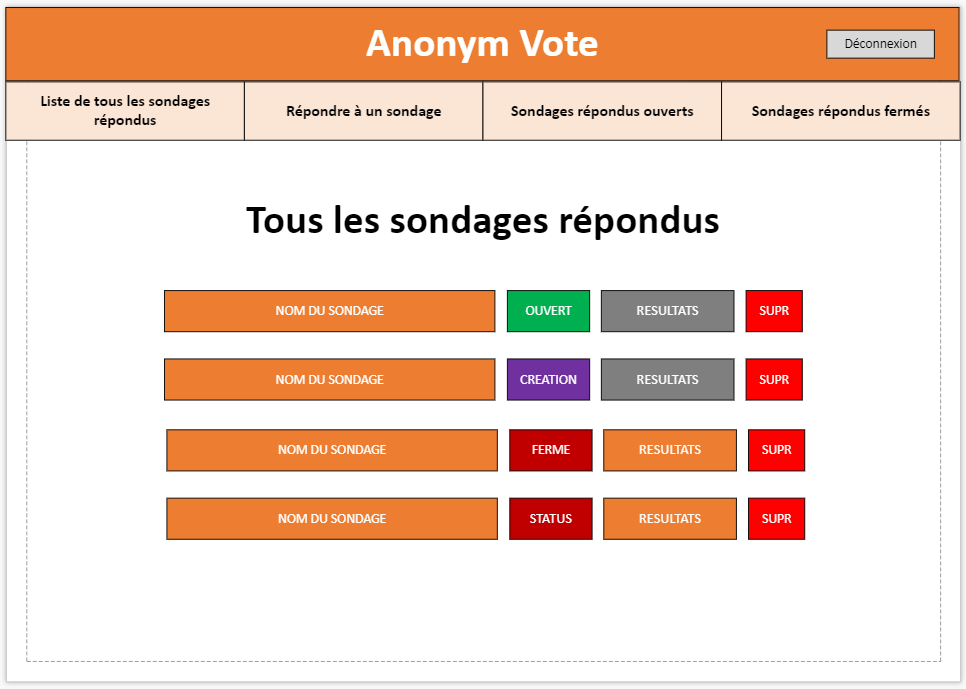 Anonym Vote
Déconnexion
Liste de tous les sondages
répondus
Répondre à un sondage
Sondages répondus ouverts
Sondages répondus fermés
Tous les sondages répondus
NOM DU SONDAGE OUVERT RESULTATS SUPR
NOM DU SONDAGE CREATION RESULTATS SUPR
NOM DU SONDAGE FERME RESULTATS SUPR
NOM DU SONDAGE STATUS RESULTATS SUPR